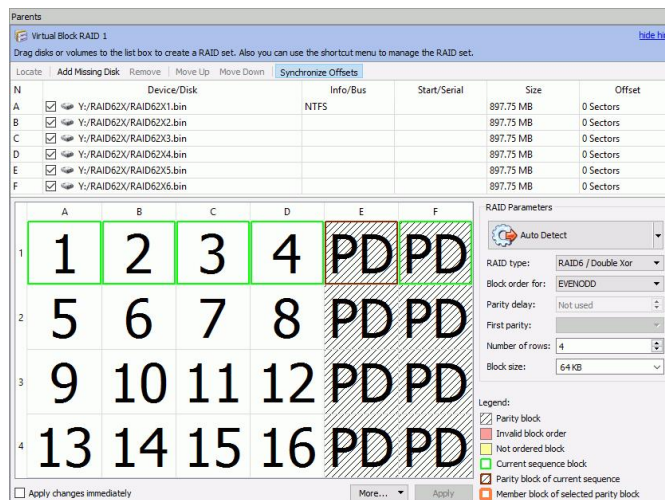 Parents
Virtual Block RAID 1
hide hi
Drag disks or volumes to the list box to create a RAID set. Also you can use the shortcut menu to manage the RAID set.
Locate Add Missing Disk Remove Move Up Move Down Synchronize Offsets
N Device/Disk Info/Bus Start/Serial Size Offset
A Y:/RAID62X/RAID62X1.bin NTFS 897.75 MB 0 Sectors
B Y:/RAID62X/RAID62X2.bin 897.75 MB 0 Sectors
C Y:/RAID62X/RAID62X3.bin 897.75 MB 0 Sectors
D Y:/RAID62X/RAID62X4.bin 897.75 MB 0 Sectors
E Y:/RAID62X/RAID62X5.bin 897.75 MB 0 Sectors
F Y:/RAID62X/RAID62X6.bin 897.75 MB 0 Sectors
A B C D E F
1 1 2 3 4 PD PD
2 5 6 7 8 PD PD
3 9 10 11 12 PD PD
4 13 14 15 16 PD PD
Apply changes immediately More... Apply
RAID Parameters
Auto Detect
RAID type: RAID6 / Double Xor
Block order for: EVENODD
Parity delay: Not used
First parity:
Number of rows: 4
Block size: 64 KB
Legend:
Parity block
Invalid block order
Not ordered block
Current sequence block
Parity block of current sequence
Member block of selected parity block